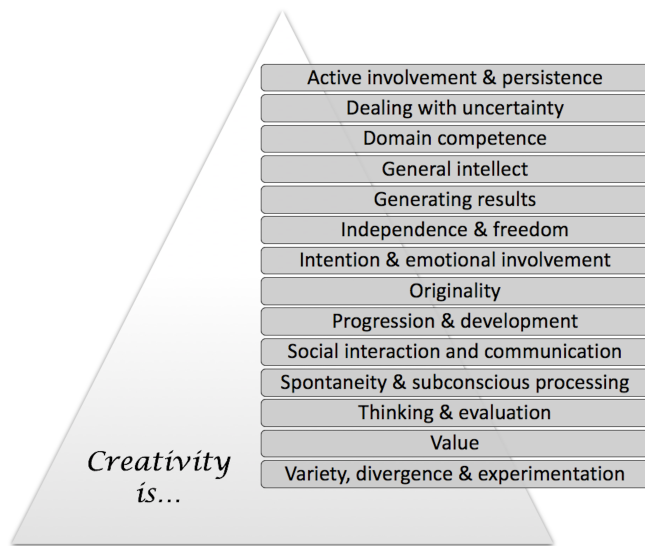 Active involvement & persistence
Dealing with uncertainty
Domain competence
General intellect
Generating results
Independence & freedom
Intention & emotional involvement
Originality
Progression & development
Social interaction and communication
Spontaneity & subconscious processing
Thinking & evaluation
Value
Variety, divergence & experimentation
Creativity
is...